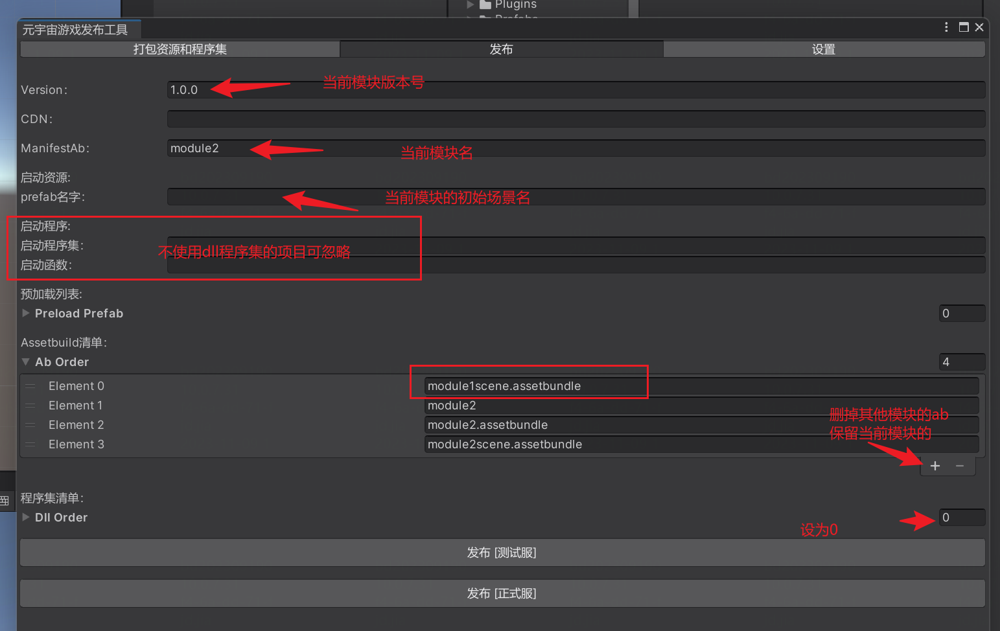 Plugins
元宇宙游戏发布工具
打包资源和程序集
发布
设置
Version:
1.0.0
当前模块版本号
CDN:
ManifestAb:
module2
当前模块名
启动资源:
prefab名字:
当前模块的初始场景名
启动程序:
启动程序集:
不使用dll程序集的项目可忽略
启动函数:
预加载列表:
Preload Prefab
0
Assetbuild清单:
Ab Order
4
Element 0
module1scene.assetbundle
Element 1
module2
Element 2
module2.assetbundle
Element 3
module2scene.assetbundle
删掉其他模块的ab
保留当前模块的
程序集清单:
Dll Order
0
设为0
发布 [测试服]
发布 [正式服]